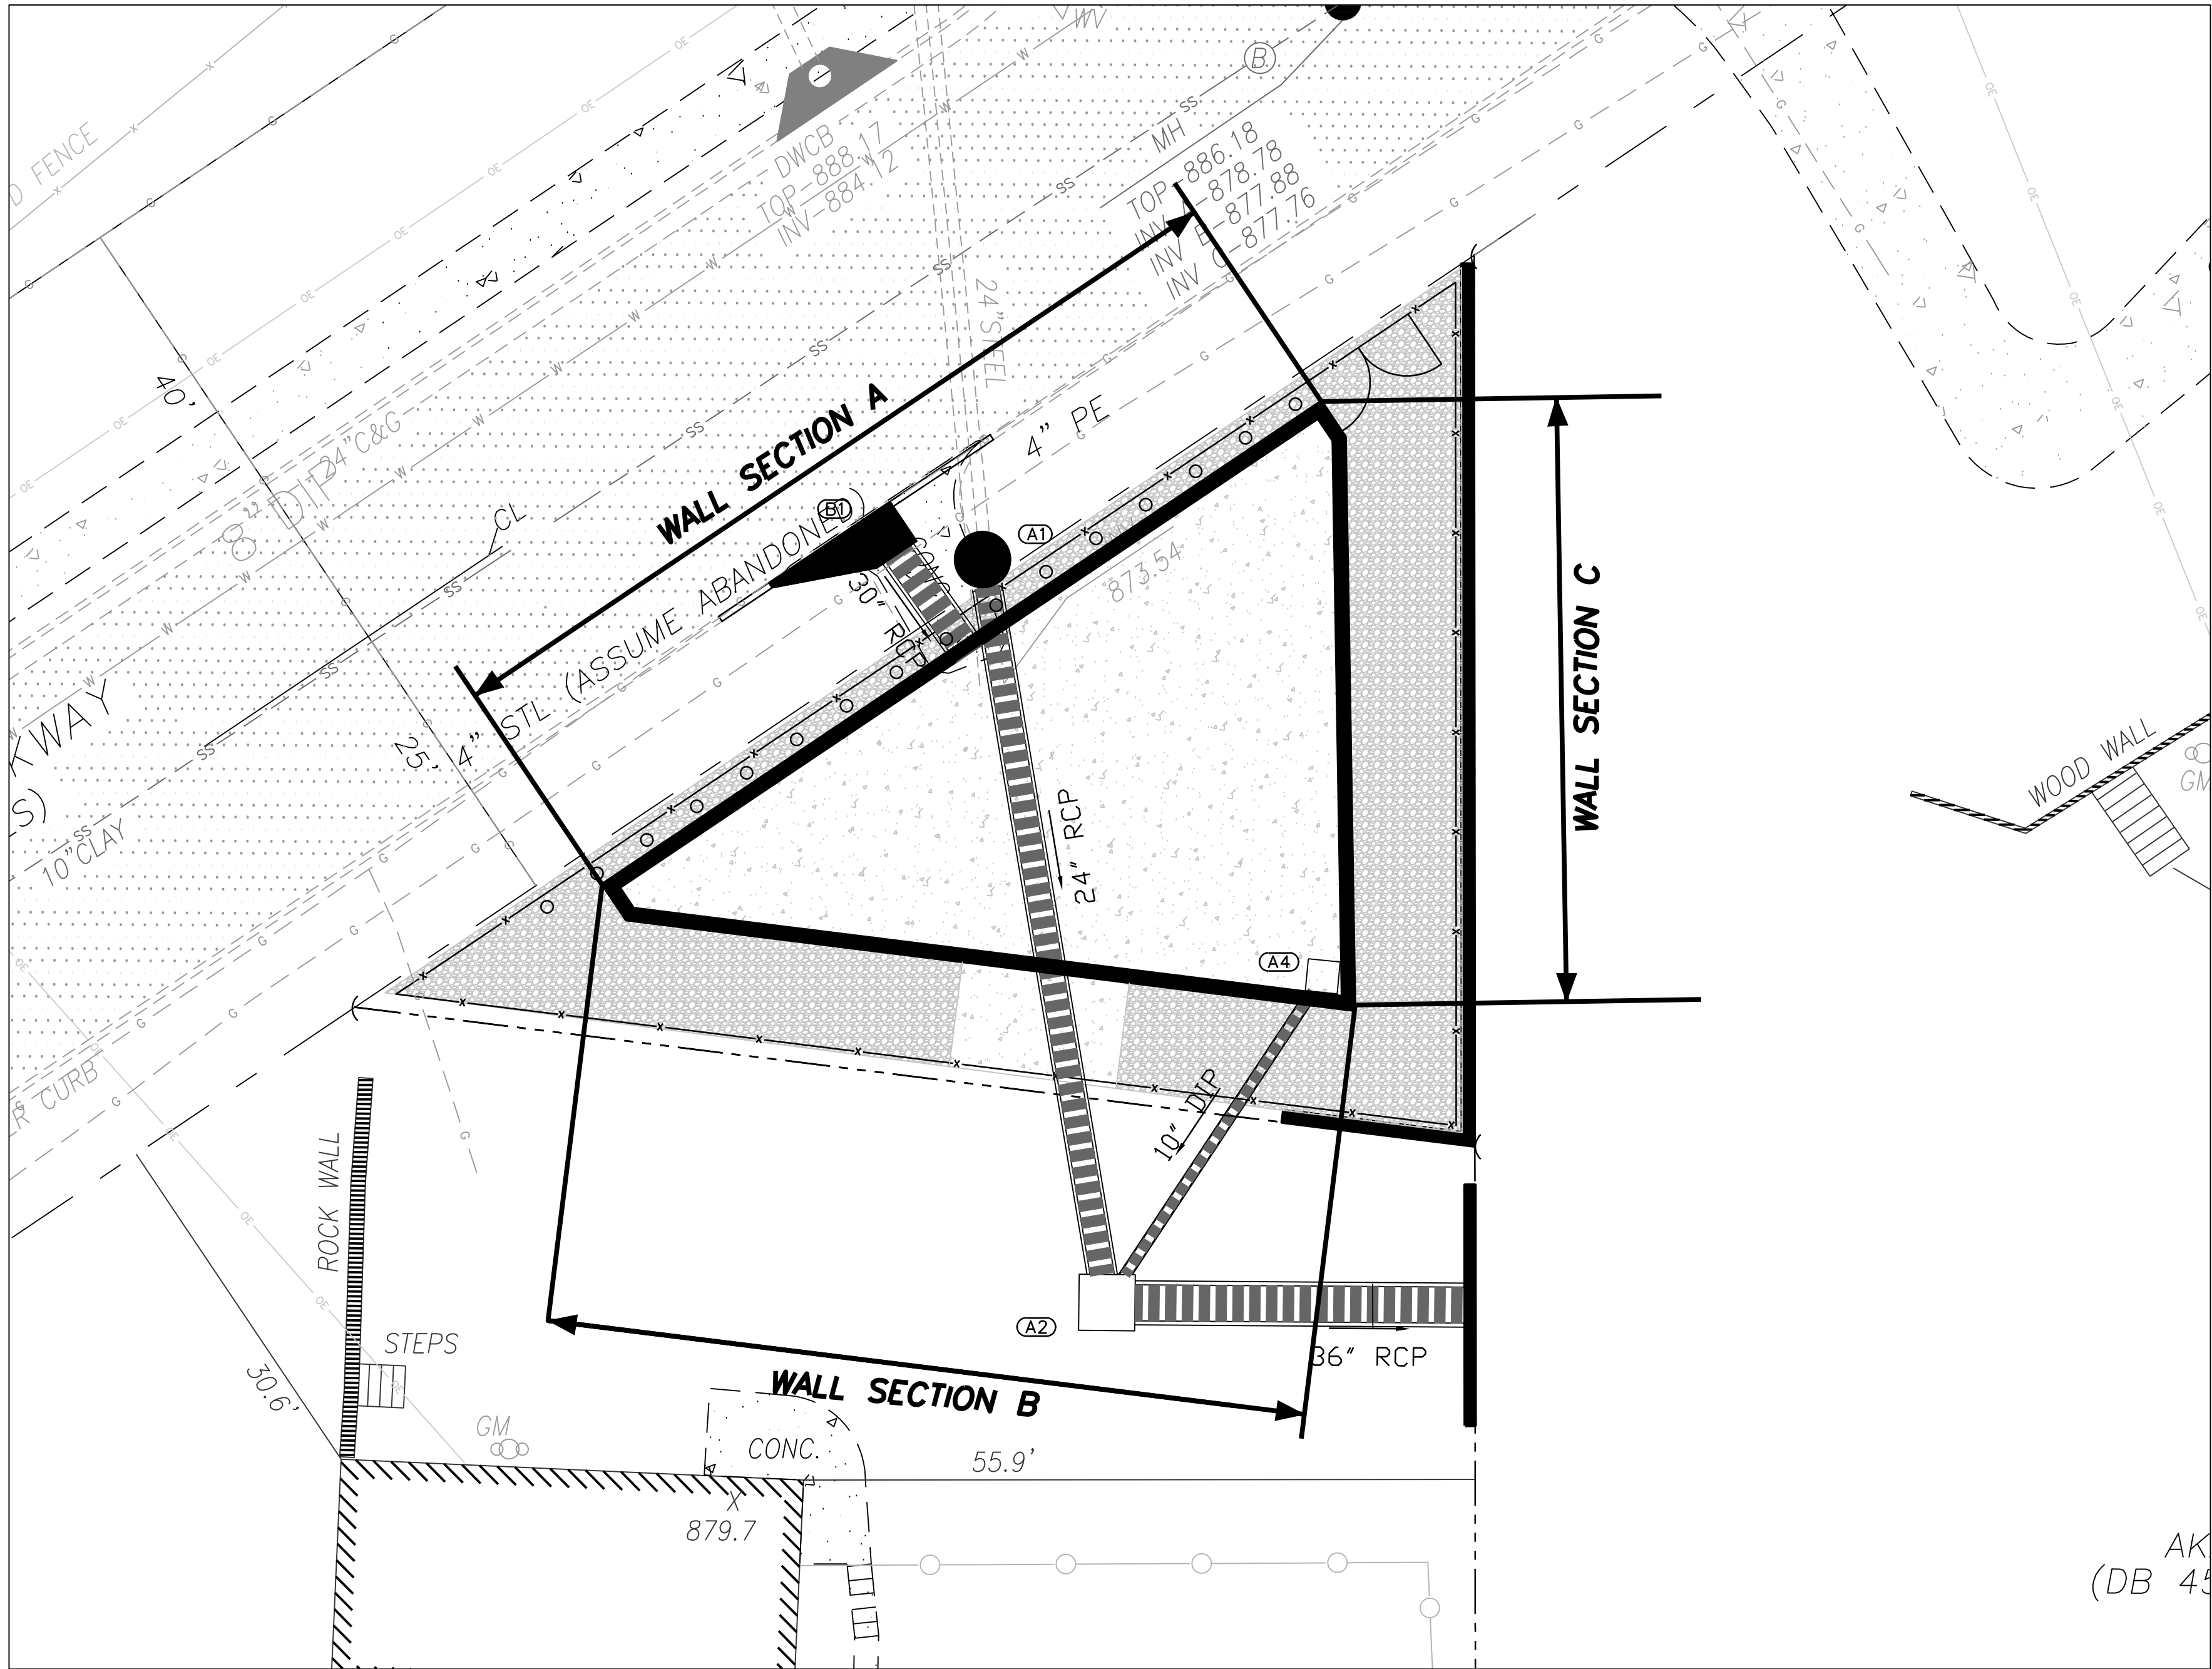 B
MH
TOP-886.18
INV A-878.78
INV B-877.88
INV C-877.76
DWCB
TOP-888.17
INV-884.12
D FENCE
24"STEEL
40'
WALL SECTION A
24"C&G
8" DIP
4" PE
CL
B1
A1
CONC.
30" RCP
873.54
4" STL (ASSUME ABANDONED)
25'
KWAY
S)
10"CLAY
WALL SECTION C
WOOD WALL
GM
24" RCP
A4
R CURB
10" DIP
ROCK WALL
A2
36" RCP
STEPS
30.6'
WALL SECTION B
GM
CONC.
55.9'
X
879.7
AK
(DB 45